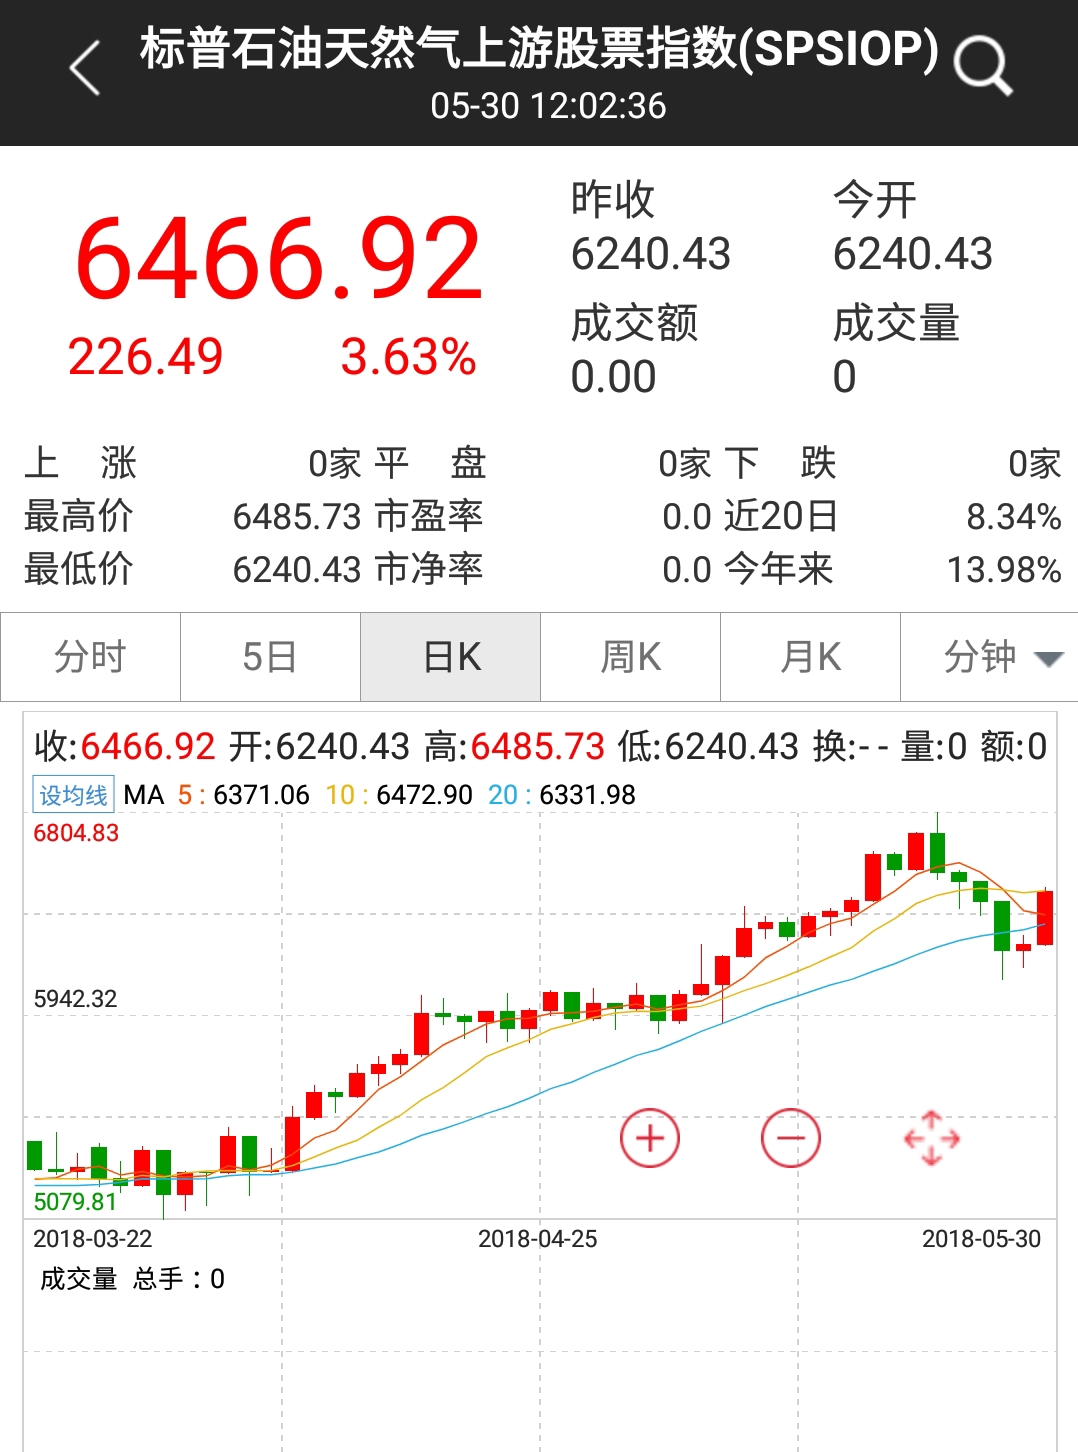 标普石油天然气上游股票指数(SPSIOP)
05-30 12:02:36
6466.92
226.49 3.63%
昨收 今开
6240.43 6240.43
成交额 成交量
0.00 0
上 涨 0家 平 盘 0家 下 跌 0家
最高价 6485.73 市盈率 0.0 近20日 8.34%
最低价 6240.43 市净率 0.0 今年来 13.98%
分时 5日 日K 周K 月K 分钟
收:6466.92 开:6240.43 高:6485.73 低:6240.43 换:-- 量:0 额:0
设均线 MA 5:6371.06 10:6472.90 20:6331.98
6804.83
5942.32
5079.81
2018-03-22 2018-04-25 2018-05-30
成交量 总手：0